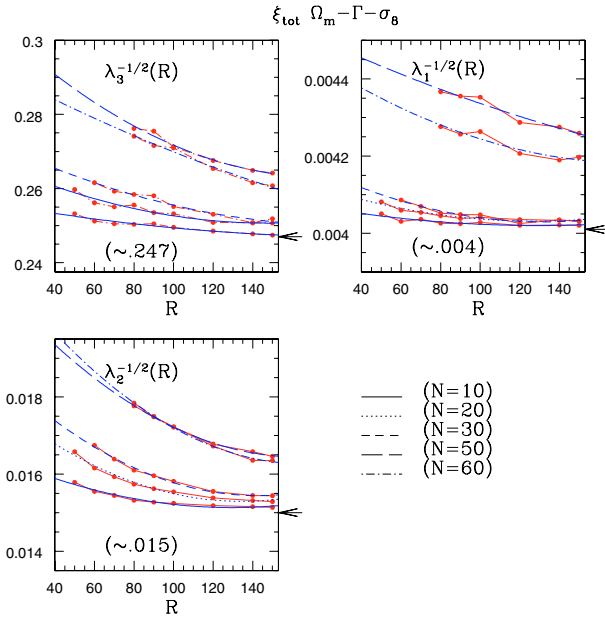 ξtot Ωm−Γ−σ8
0.3
0.28
0.26
0.24
λ3−1/2(R)
(~.247)
40 60 80 100 120 140
R
0.0044
0.0042
0.004
λ1−1/2(R)
(~.004)
40 60 80 100 120 140
R
0.018
0.016
0.014
λ2−1/2(R)
(~.015)
40 60 80 100 120 140
R
(N=10)
(N=20)
(N=30)
(N=50)
(N=60)